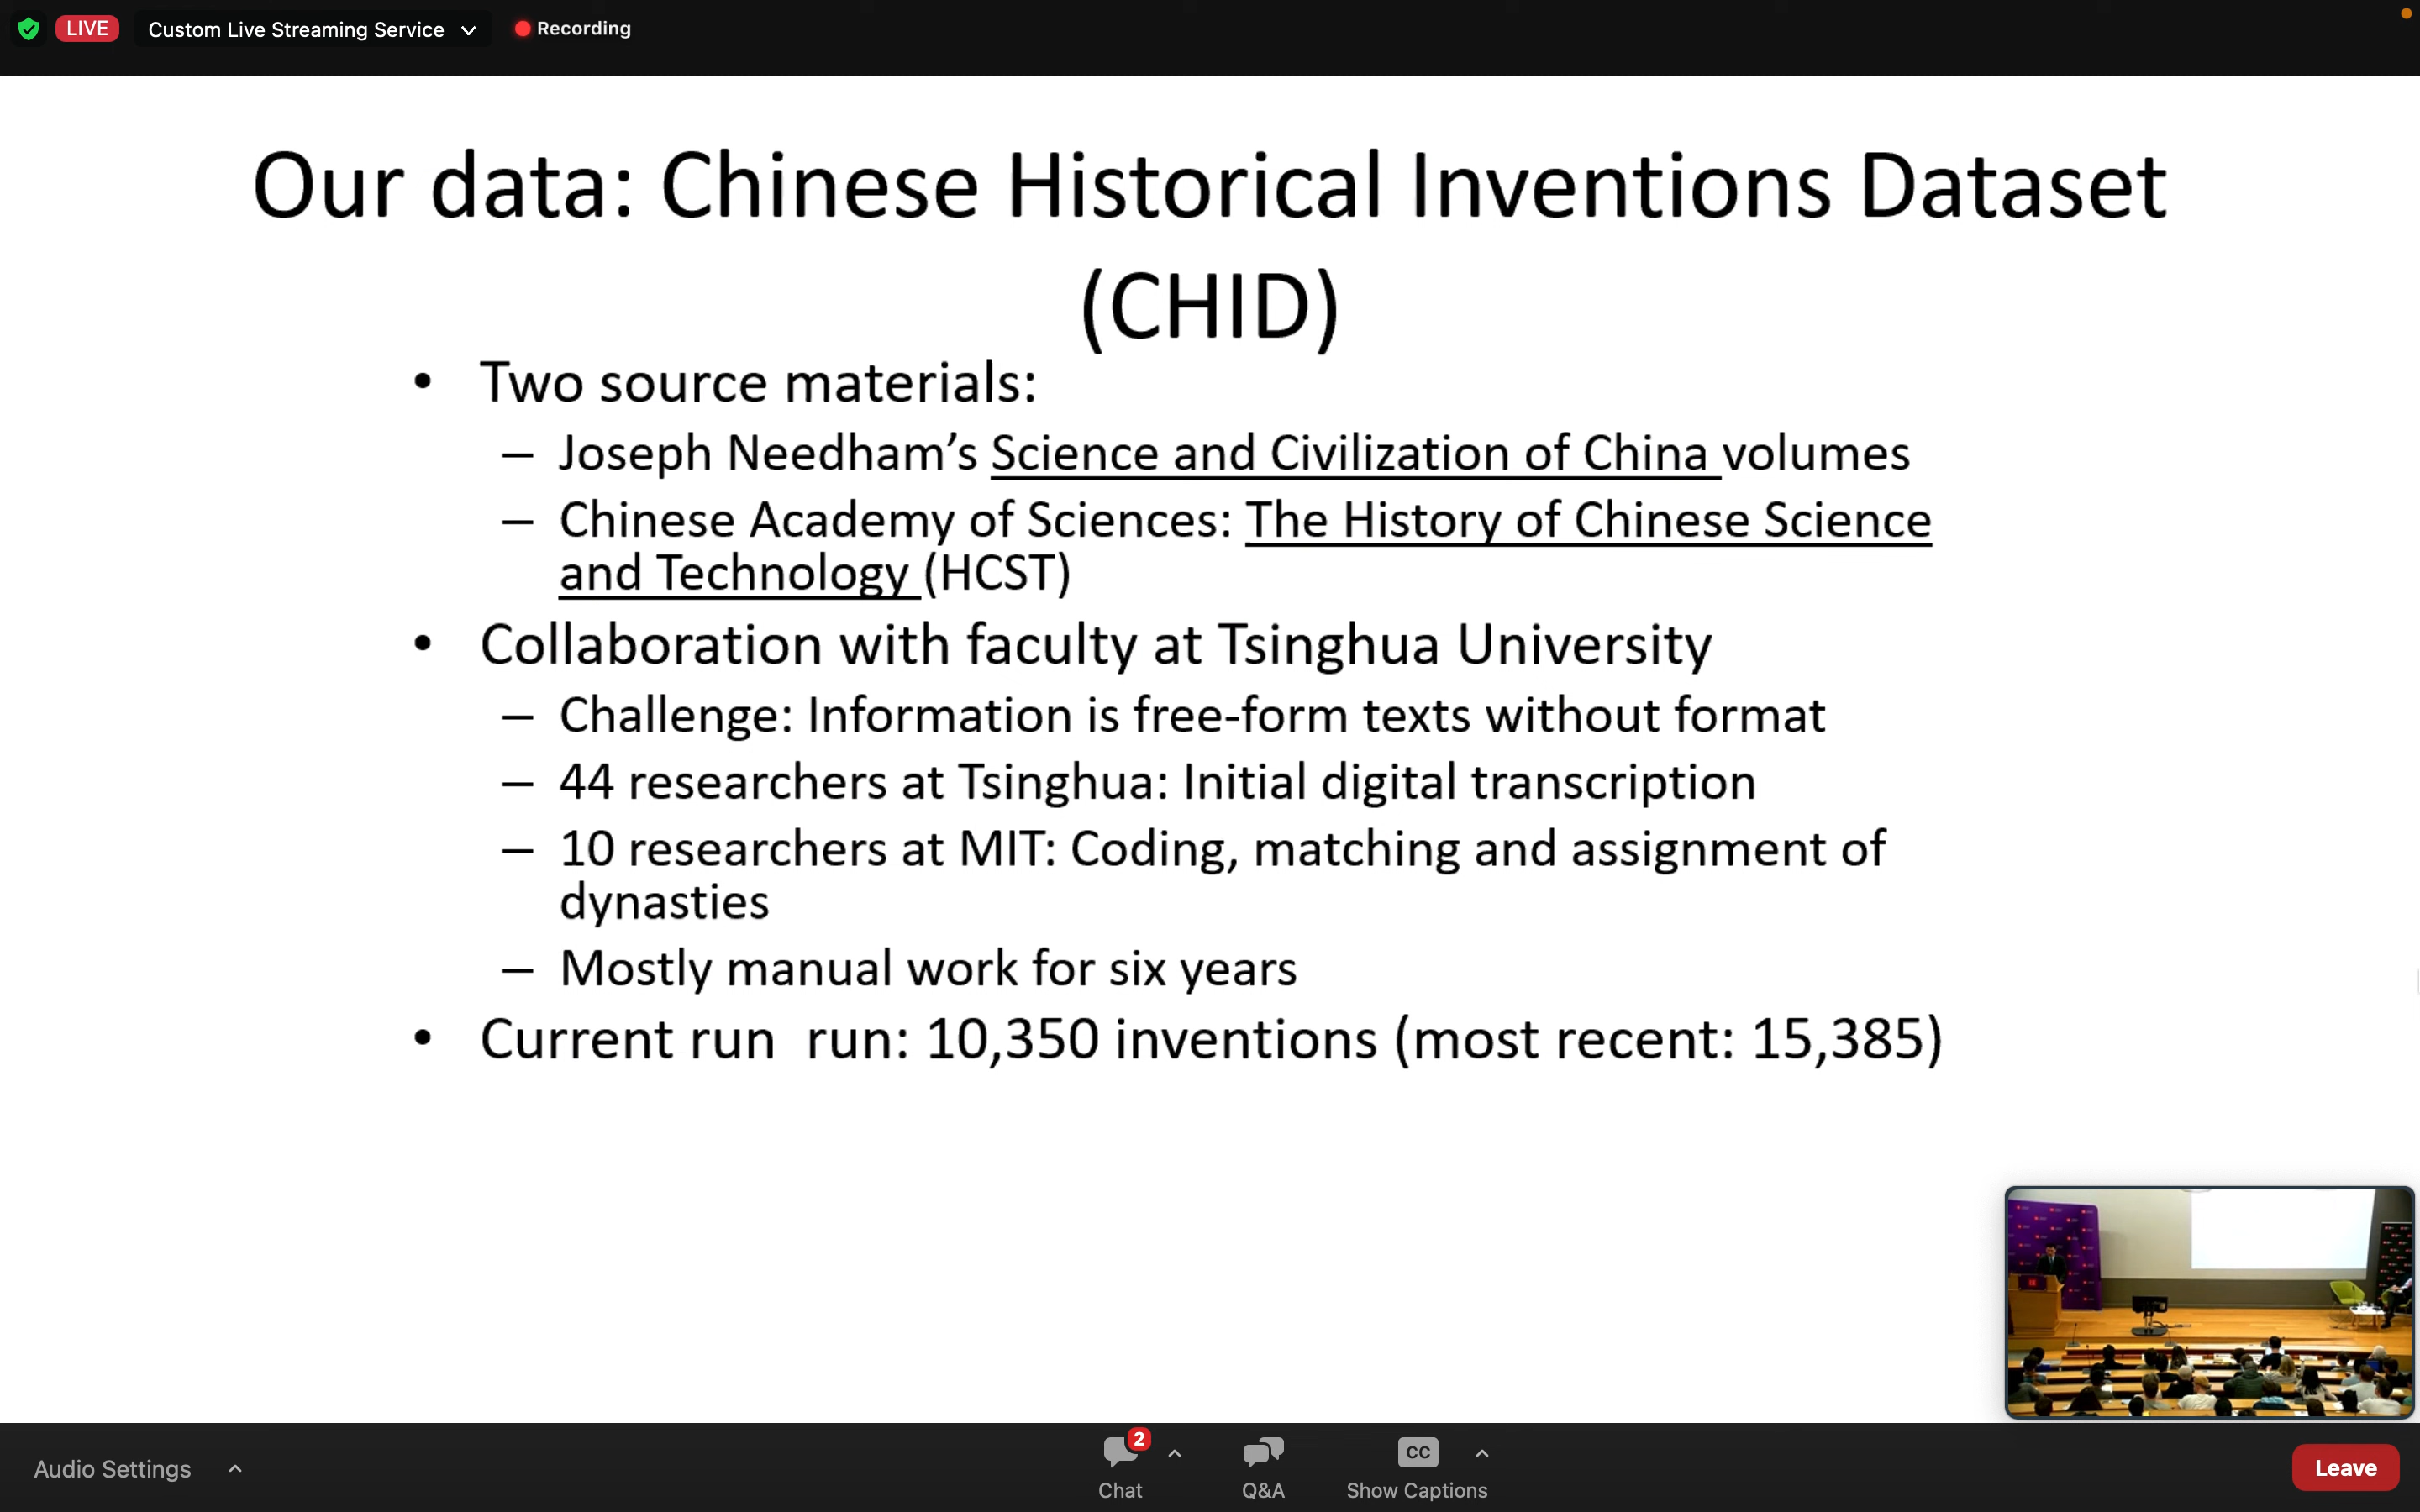 LIVE Custom Live Streaming Service Recording
Our data: Chinese Historical Inventions Dataset
(CHID)
• Two source materials:
– Joseph Needham’s Science and Civilization of China volumes
– Chinese Academy of Sciences: The History of Chinese Science
and Technology (HCST)
• Collaboration with faculty at Tsinghua University
– Challenge: Information is free-form texts without format
– 44 researchers at Tsinghua: Initial digital transcription
– 10 researchers at MIT: Coding, matching and assignment of
dynasties
– Mostly manual work for six years
• Current run  run: 10,350 inventions (most recent: 15,385)
Audio Settings
2
Chat
Q&A
CC
Show Captions
Leave